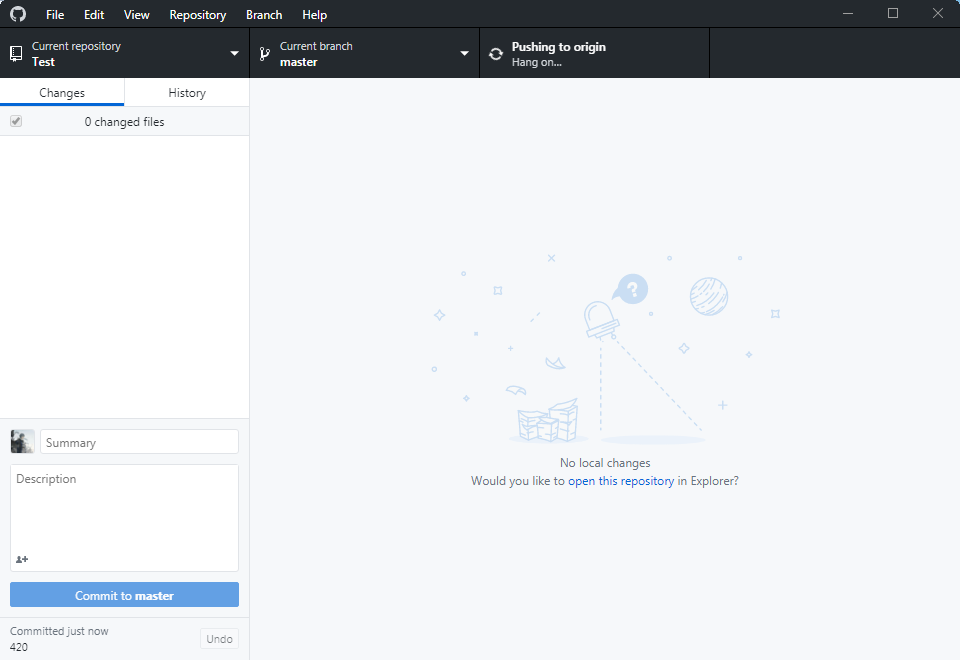 File Edit View Repository Branch Help
Current repository
Test
Current branch
master
Pushing to origin
Hang on...
Changes History
0 changed files
?
No local changes
Would you like to open this repository in Explorer?
Summary
Description
Commit to master
Committed just now
420
Undo